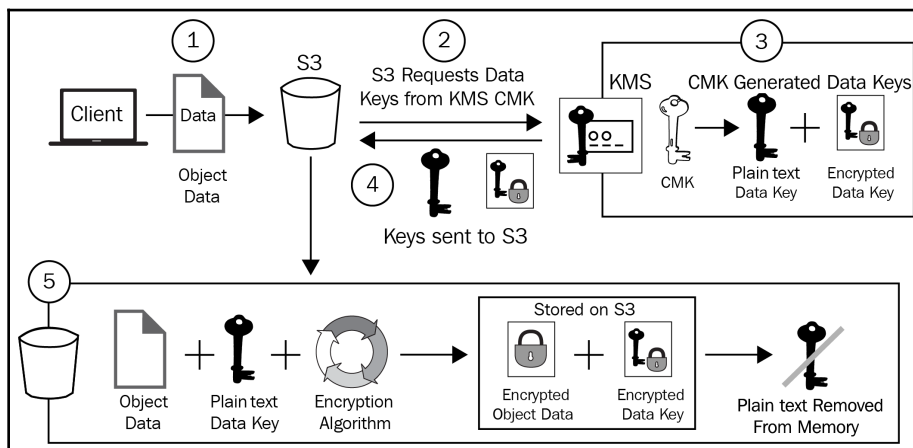 1
2
3
S3
S3 Requests Data
Keys from KMS CMK
KMS
CMK Generated Data Keys
Client
Data
Object
Data
4
CMK
Plain text
Data Key
Encrypted
Data Key
Keys sent to S3
5
Stored on S3
Object
Data
Plain text
Data Key
Encryption
Algorithm
Encrypted
Object Data
Encrypted
Data Key
Plain text Removed
From Memory